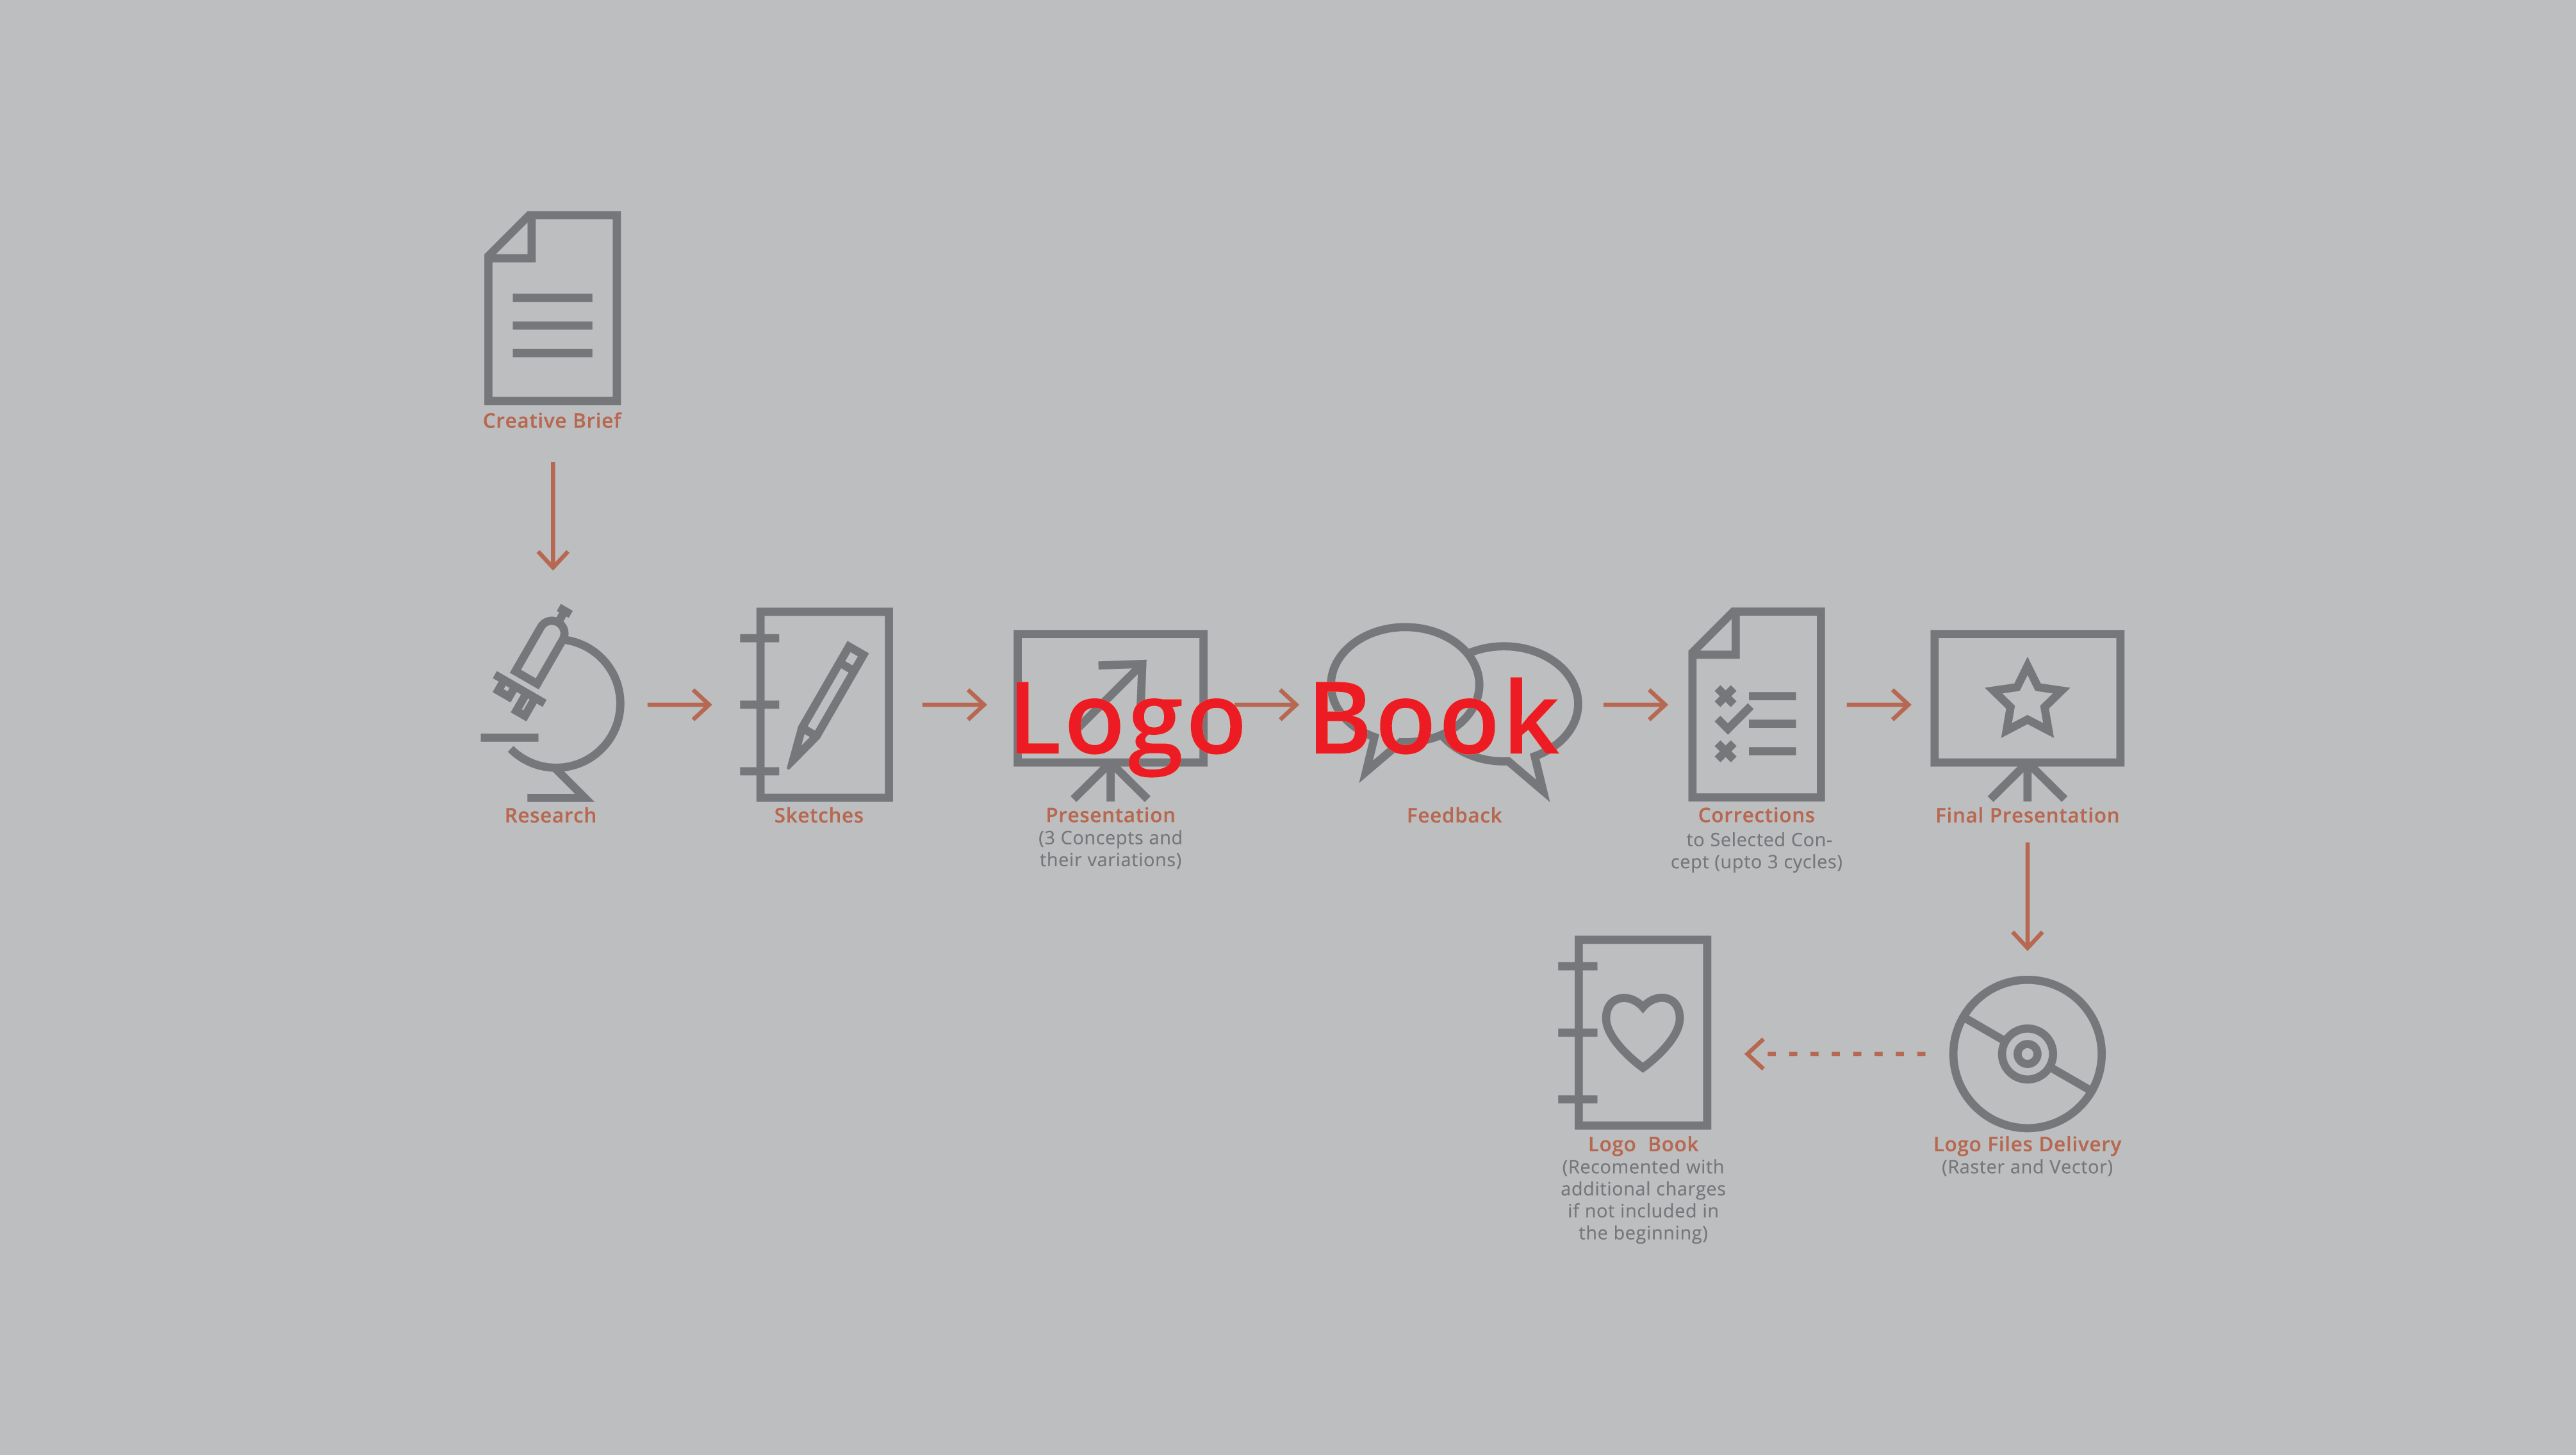 Creative Brief
Logo Book
Research
Sketches
Presentation
(3 Concepts and
their variations)
Feedback
Corrections
to Selected Con-
cept (upto 3 cycles)
Final Presentation
Logo Book
(Recomented with
additional charges
if not included in
the beginning)
Logo Files Delivery
(Raster and Vector)